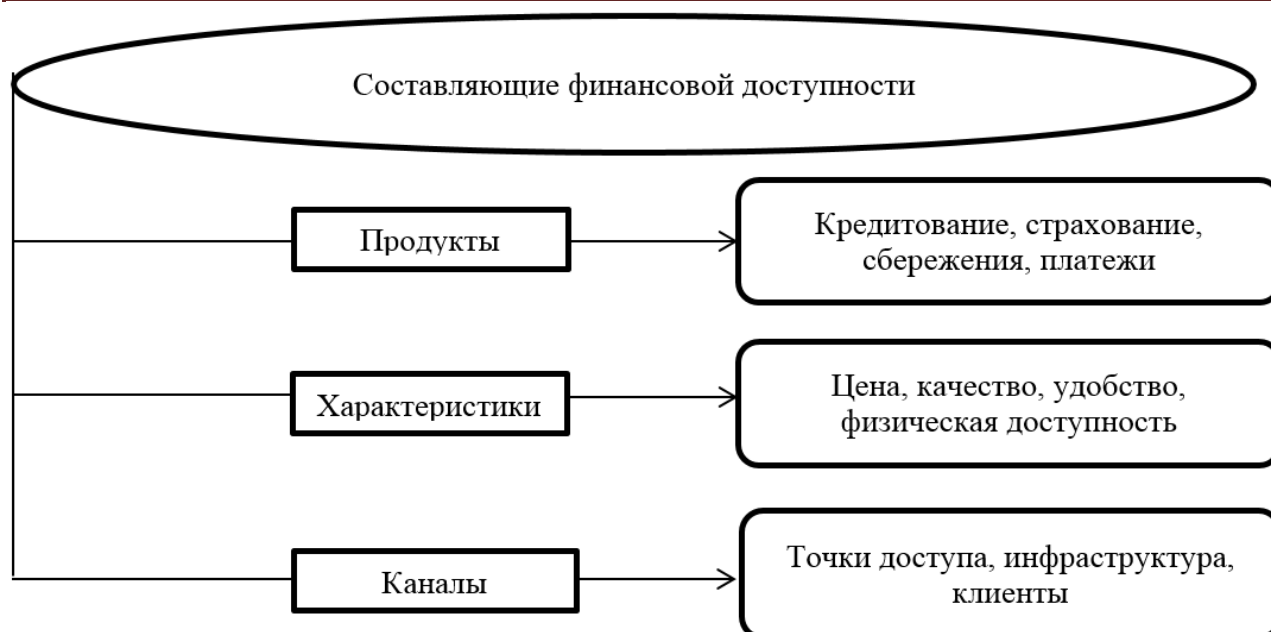 Составляющие финансовой доступности
Продукты
Кредитование, страхование,
сбережения, платежи
Характеристики
Цена, качество, удобство,
физическая доступность
Каналы
Точки доступа, инфраструктура,
клиенты